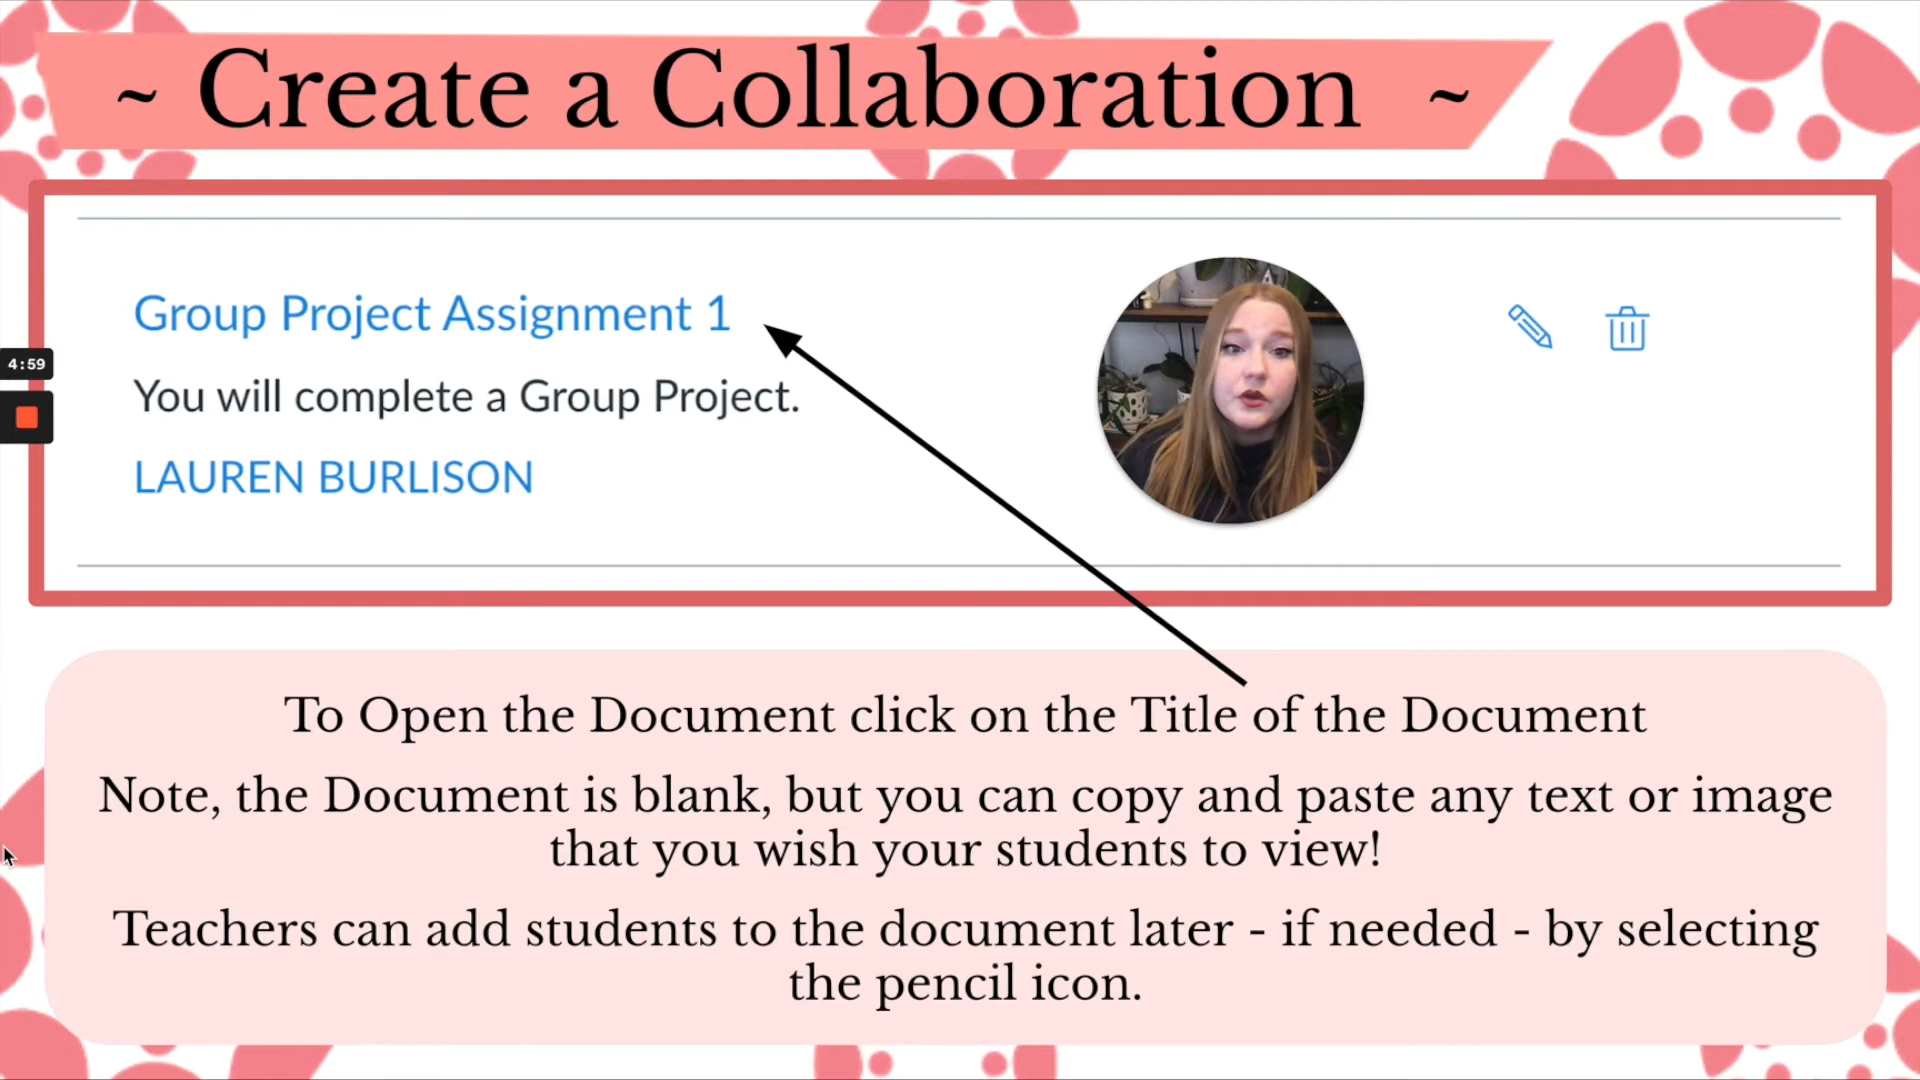 ~ Create a Collaboration ~
Group Project Assignment 1
4:59
You will complete a Group Project.
LAUREN BURLISON
To Open the Document click on the Title of the Document
Note, the Document is blank, but you can copy and paste any text or image
that you wish your students to view!
Teachers can add students to the document later - if needed - by selecting
the pencil icon.